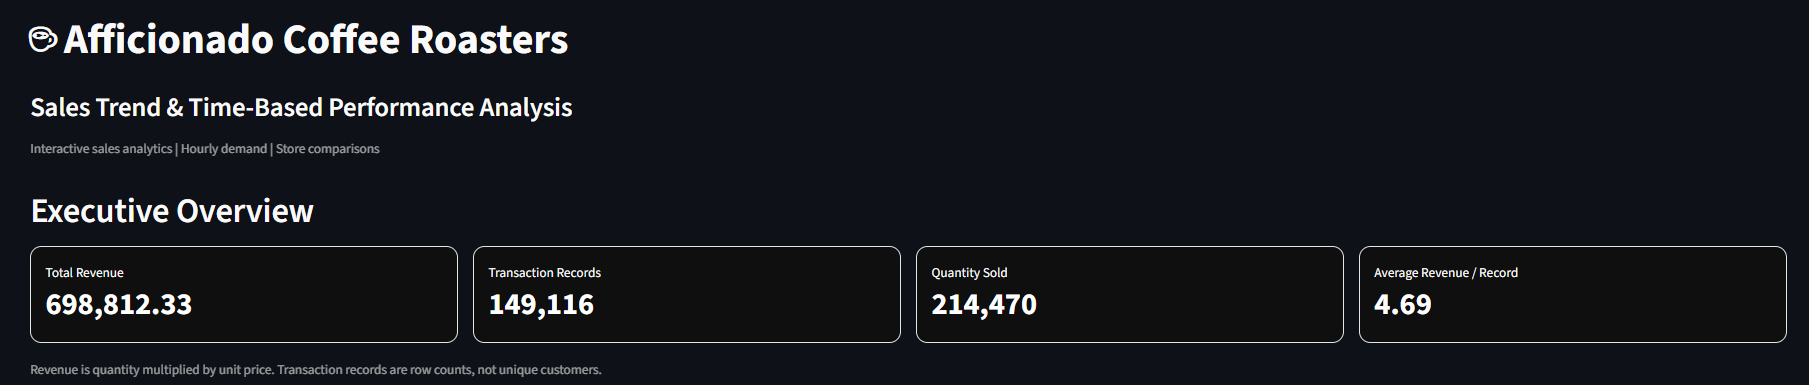 Afficionado Coffee Roasters
Sales Trend & Time-Based Performance Analysis
Interactive sales analytics | Hourly demand | Store comparisons
Executive Overview
Total Revenue
698,812.33
Transaction Records
149,116
Quantity Sold
214,470
Average Revenue / Record
4.69
Revenue is quantity multiplied by unit price. Transaction records are row counts, not unique customers.